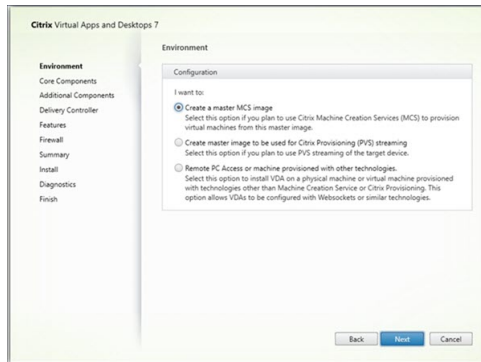 Citrix Virtual Apps and Desktops 7
Environment
Environment
Core Components
Additional Components
Delivery Controller
Features
Firewall
Summary
Install
Diagnostics
Finish
Configuration
I want to:
Create a master MCS image
Select this option if you plan to use Citrix Machine Creation Services (MCS) to provision
virtual machines from this master image.
Create master image to be used for Citrix Provisioning (PVS) streaming
Select this option if you plan to use PVS streaming of the target device.
Remote PC Access or machine provisioned with other technologies.
Select this option to install VDA on a physical machine or virtual machine provisioned
with technologies other than Machine Creation Service or Citrix Provisioning. This
option allows VDAs to be configured with Websockets or similar technologies.
Back
Next
Cancel